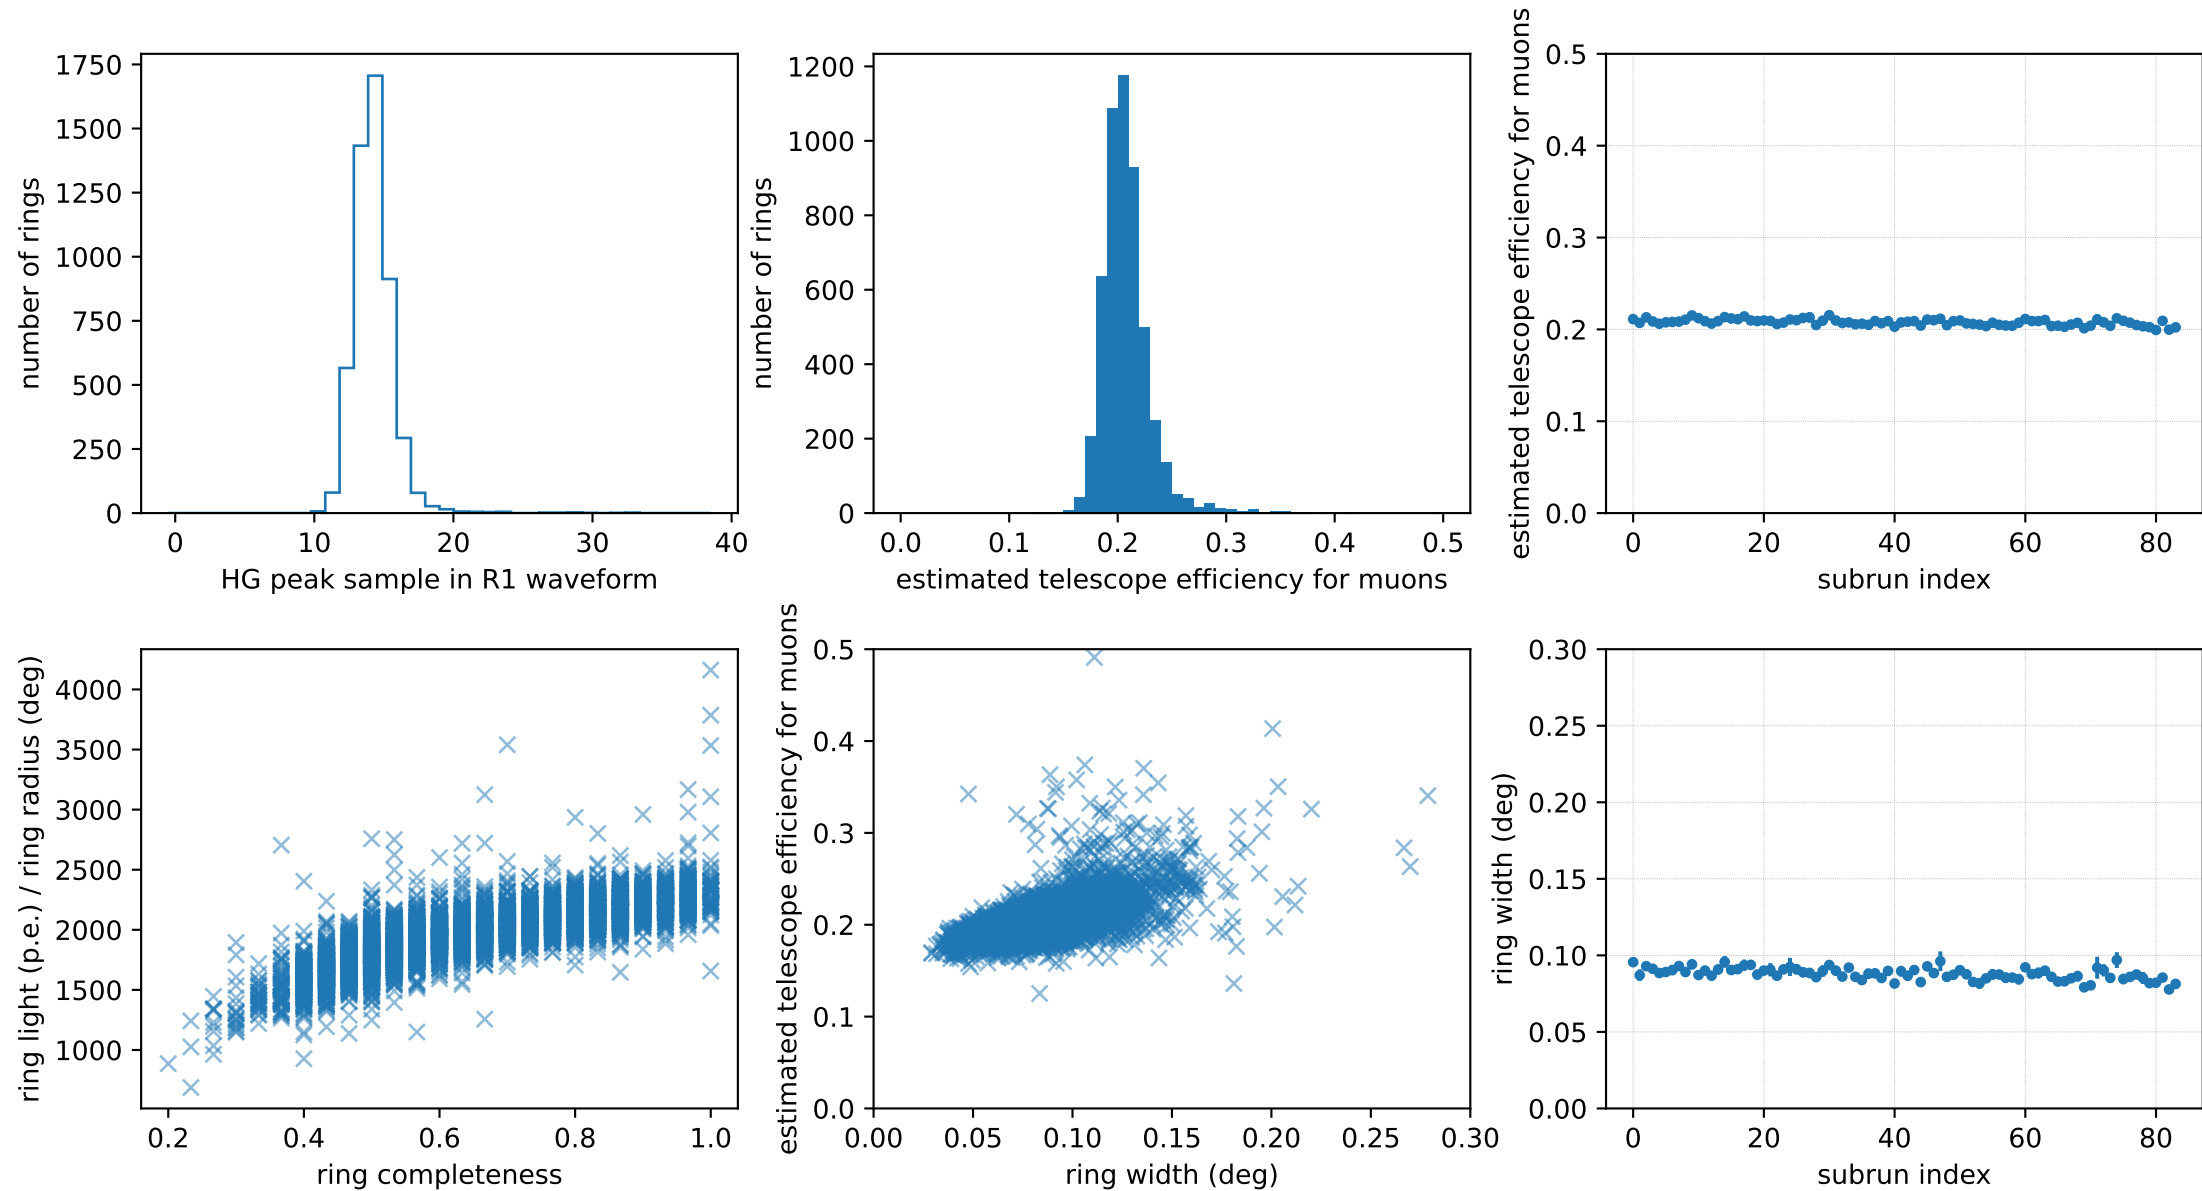 1750
1500
1250
1000
750
500
250
0
number of rings
0 10 20 30 40
HG peak sample in R1 waveform
1200
1000
800
600
400
200
0
number of rings
0.0 0.1 0.2 0.3 0.4 0.5
estimated telescope efficiency for muons
0.5
0.4
0.3
0.2
0.1
0.0
estimated telescope efficiency for muons
0 20 40 60 80
subrun index
4000
3500
3000
2500
2000
1500
1000
ring light (p.e.) / ring radius (deg)
0.2 0.4 0.6 0.8 1.0
ring completeness
0.5
0.4
0.3
0.2
0.1
0.0
estimated telescope efficiency for muons
0.00 0.05 0.10 0.15 0.20 0.25 0.30
ring width (deg)
0.30
0.25
0.20
0.15
0.10
0.05
0.00
ring width (deg)
0 20 40 60 80
subrun index